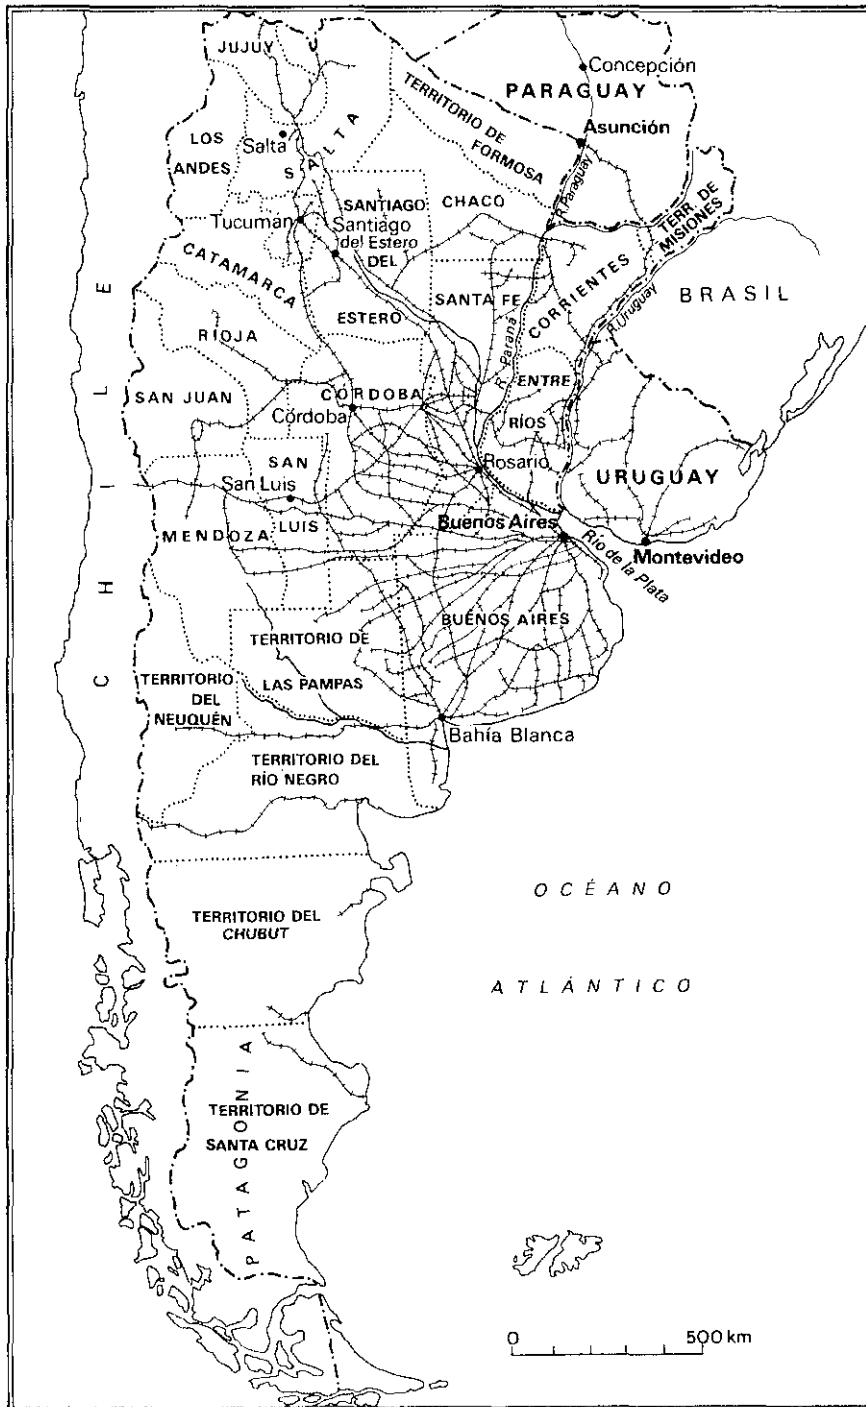 JUJUY
Concepción
PARAGUAY
TERRITORIO DE
FORMOSA
Asunción
LOS
ANDES
Salta
SALTA
R. Paraguay
SANTIAGO
CHACO
TERR. DE
MISIONES
Tucumán
Santiago
del Estero
DEL
CATAMARCA
CORRIENTES
SANTA FE
BRASIL
R. Uruguay
ESTERO
RIOJA
R. Paraná
ENTRE
SAN JUAN
CÓRDOBA
Córdoba
RÍOS
SAN
Rosario
URUGUAY
San Luis
Buenos Aires
MENDOZA
LUIS
Río de la Plata
Montevideo
CHILE
BUENOS AIRES
TERRITORIO DE
LAS PAMPAS
TERRITORIO
DEL
NEUQUÉN
Bahía Blanca
TERRITORIO DEL
RÍO NEGRO
OCÉANO
TERRITORIO DEL
CHUBUT
ATLÁNTICO
PATAGONIA
TERRITORIO DE
SANTA CRUZ
0 500 km